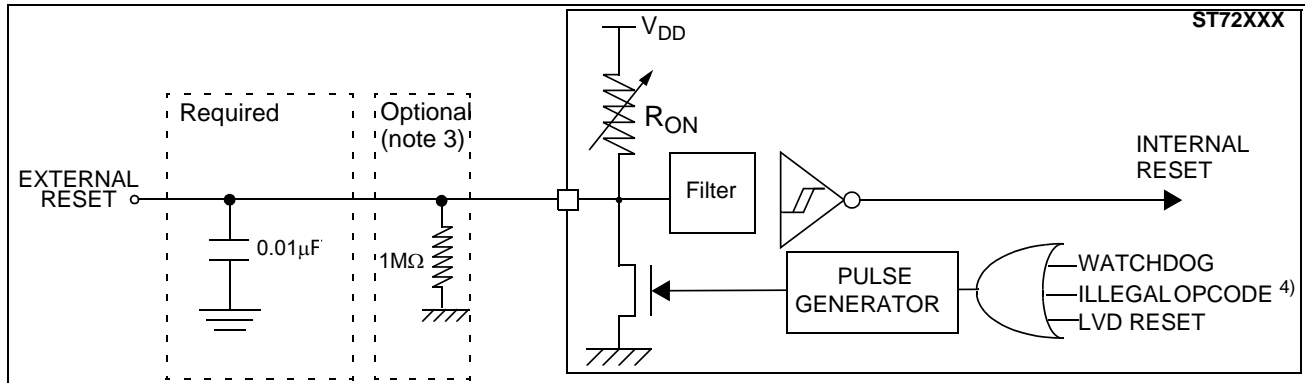 ST72XXX
VDD
Required
Optional
(note 3)
RON
INTERNAL
RESET
Filter
EXTERNAL
RESET
0.01µF
1MΩ
PULSE
GENERATOR
WATCHDOG
ILLEGAL OPCODE 4)
LVD RESET